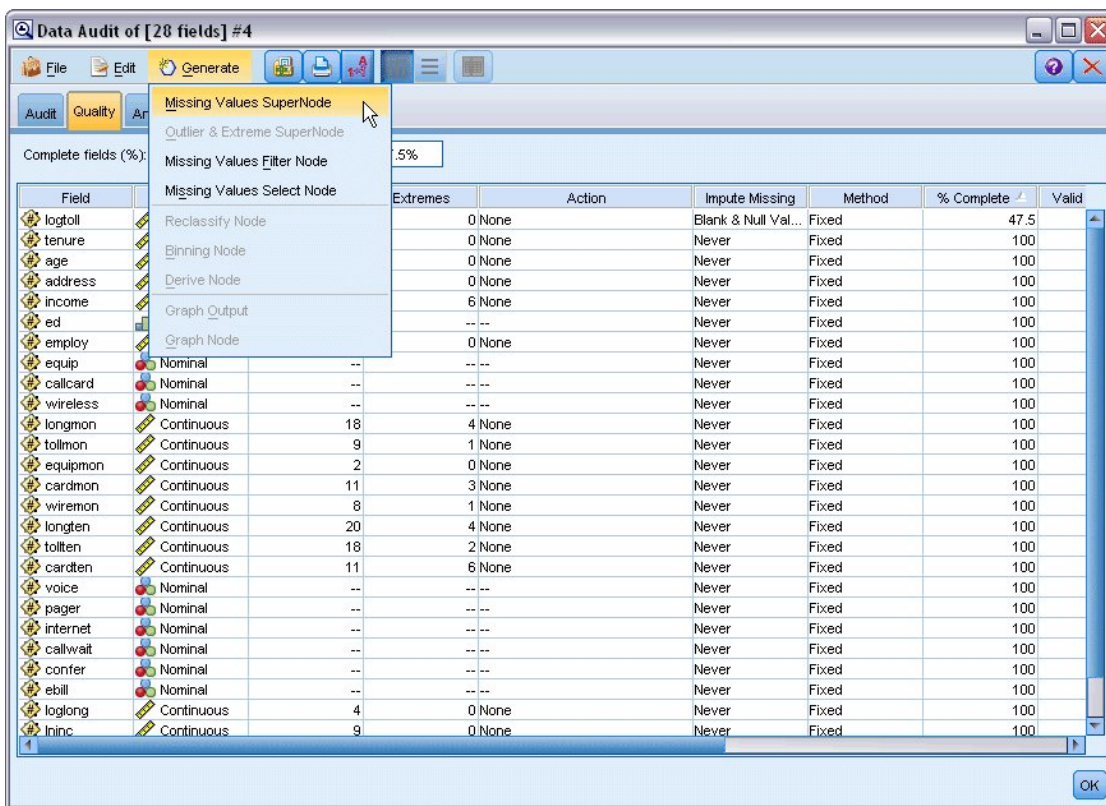 Data Audit of [28 fields] #4
File Edit Generate
Audit Quality An
Missing Values SuperNode
Outlier & Extreme SuperNode
Missing Values Filter Node
Missing Values Select Node
Reclassify Node
Binning Node
Derive Node
Graph Output
Graph Node
Complete fields (%): .5%
Field Extremes Action Impute Missing Method % Complete Valid
logtoll 0 None Blank & Null Val... Fixed 47.5
tenure 0 None Never Fixed 100
age 0 None Never Fixed 100
address 0 None Never Fixed 100
income 6 None Never Fixed 100
ed -- -- Never Fixed 100
employ 0 None Never Fixed 100
equip Nominal -- -- -- Never Fixed 100
callcard Nominal -- -- -- Never Fixed 100
wireless Nominal -- -- -- Never Fixed 100
longmon Continuous 18 4 None Never Fixed 100
tollmon Continuous 9 1 None Never Fixed 100
equipmon Continuous 2 0 None Never Fixed 100
cardmon Continuous 11 3 None Never Fixed 100
wiremon Continuous 8 1 None Never Fixed 100
longten Continuous 20 4 None Never Fixed 100
tollten Continuous 18 2 None Never Fixed 100
cardten Continuous 11 6 None Never Fixed 100
voice Nominal -- -- -- Never Fixed 100
pager Nominal -- -- -- Never Fixed 100
internet Nominal -- -- -- Never Fixed 100
callwait Nominal -- -- -- Never Fixed 100
confer Nominal -- -- -- Never Fixed 100
ebill Nominal -- -- -- Never Fixed 100
loglong Continuous 4 0 None Never Fixed 100
lninc Continuous 9 0 None Never Fixed 100
OK